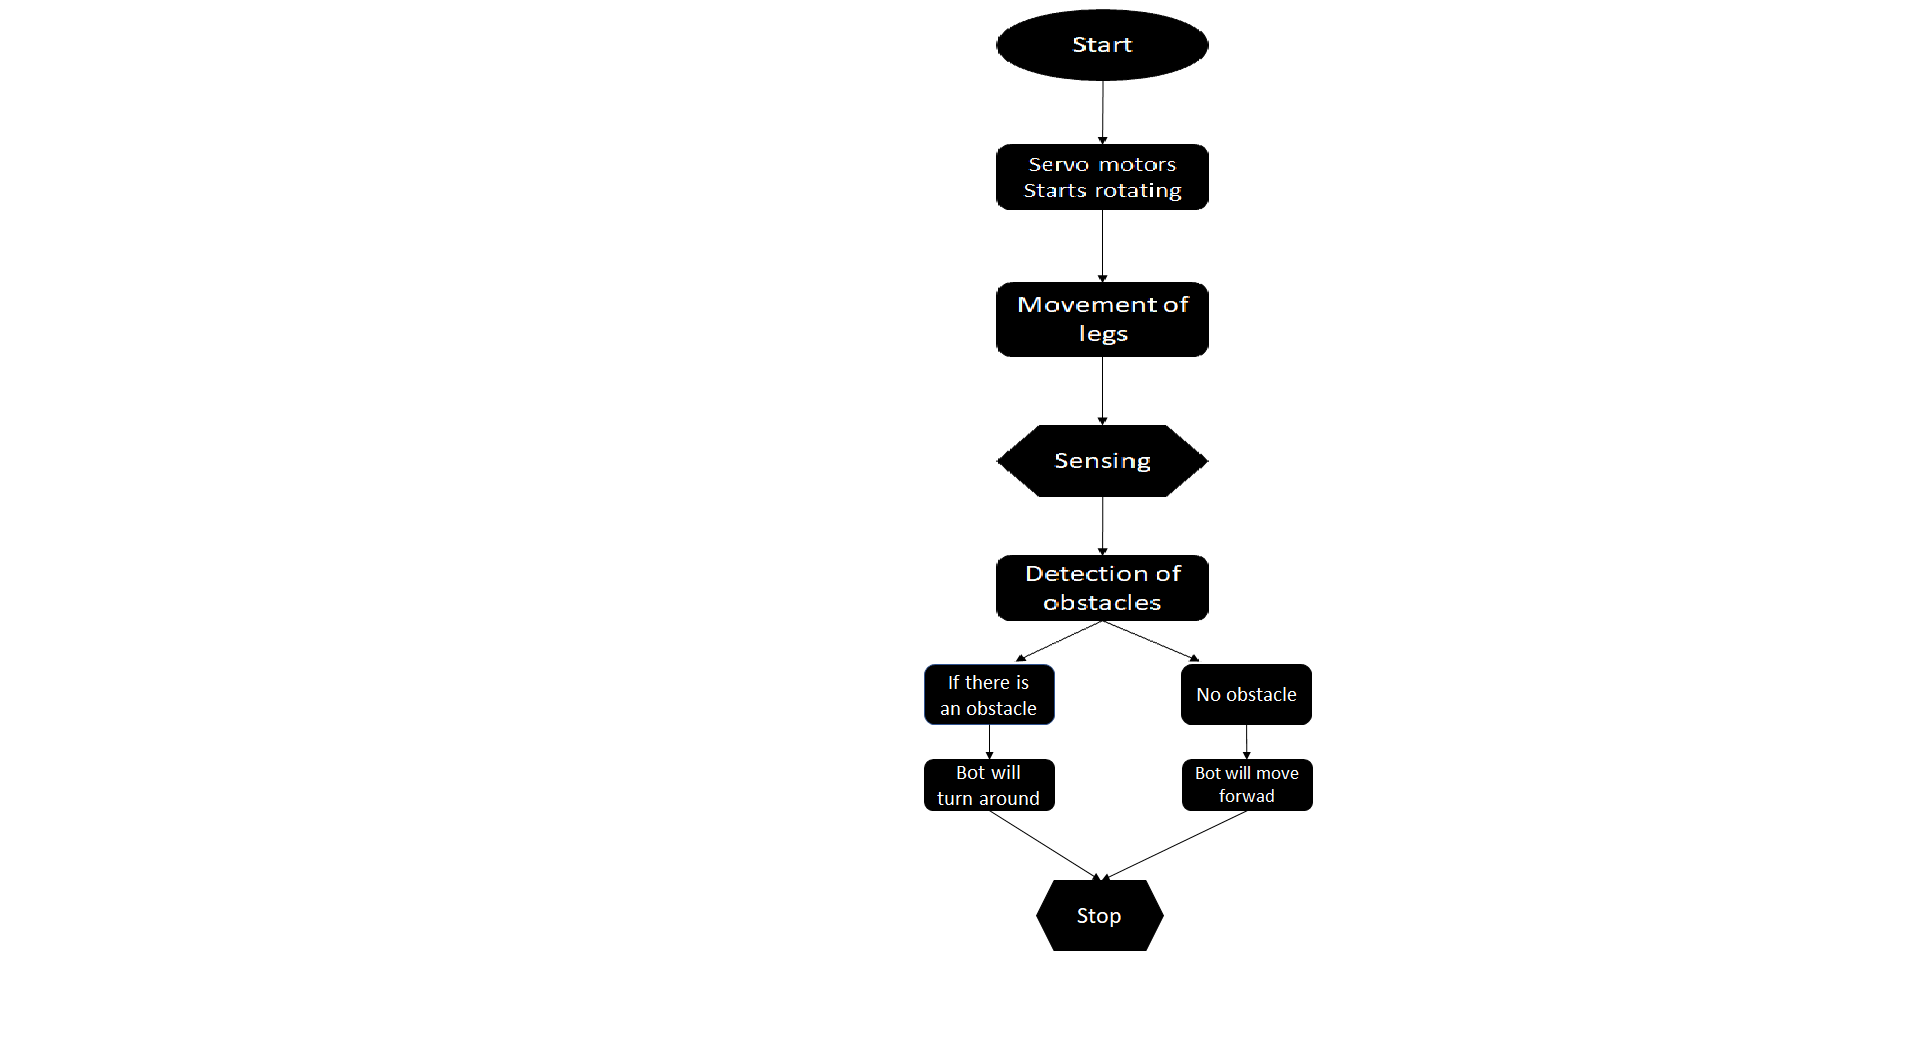 Start
Servo motors
Starts rotating
Movement of
legs
Sensing
Detection of
obstacles
If there is
an obstacle
No obstacle
Bot will
turn around
Bot will move
forwad
Stop